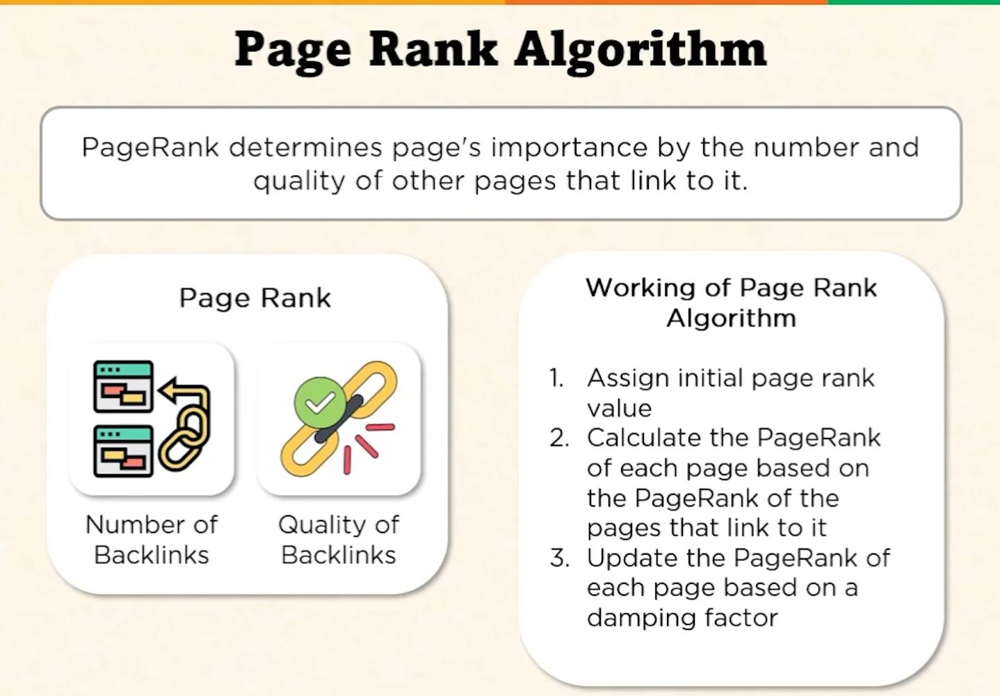 Page Rank Algorithm
PageRank determines page's importance by the number and
quality of other pages that link to it.
Page Rank
Number of
Backlinks
Quality of
Backlinks
Working of Page Rank
Algorithm
1. Assign initial page rank
value
2. Calculate the PageRank
of each page based on
the PageRank of the
pages that link to it
3. Update the PageRank of
each page based on a
damping factor